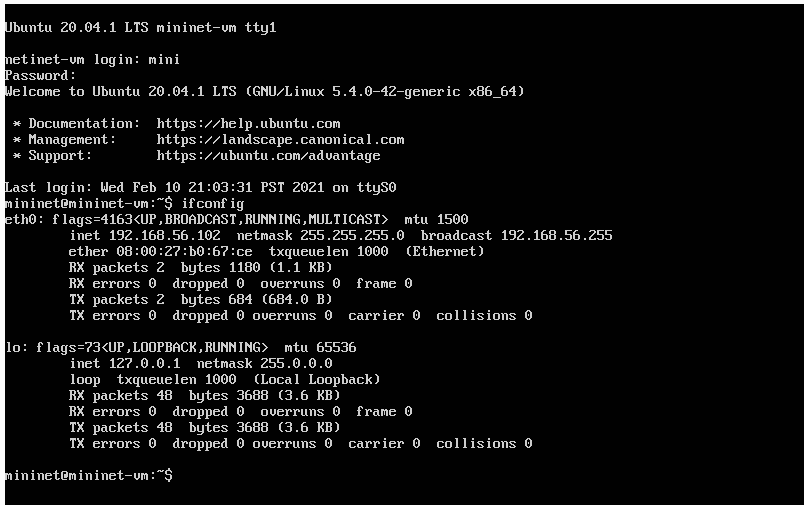 Ubuntu 20.04.1 LTS mininet-vm tty1
netinet-vm login: mini
Password:
Welcome to Ubuntu 20.04.1 LTS (GNU/Linux 5.4.0-42-generic x86_64)
* Documentation:  https://help.ubuntu.com
* Management:     https://landscape.canonical.com
* Support:        https://ubuntu.com/advantage
Last login: Wed Feb 10 21:03:31 PST 2021 on ttyS0
mininet@mininet-vm:~$ ifconfig
eth0: flags=4163<UP,BROADCAST,RUNNING,MULTICAST>  mtu 1500
inet 192.168.56.102  netmask 255.255.255.0  broadcast 192.168.56.255
ether 08:00:27:b0:67:ce  txqueuelen 1000  (Ethernet)
RX packets 2  bytes 1180 (1.1 KB)
RX errors 0  dropped 0  overruns 0  frame 0
TX packets 2  bytes 684 (684.0 B)
TX errors 0  dropped 0 overruns 0  carrier 0  collisions 0
lo: flags=73<UP,LOOPBACK,RUNNING>  mtu 65536
inet 127.0.0.1  netmask 255.0.0.0
loop  txqueuelen 1000  (Local Loopback)
RX packets 48  bytes 3688 (3.6 KB)
RX errors 0  dropped 0  overruns 0  frame 0
TX packets 48  bytes 3688 (3.6 KB)
TX errors 0  dropped 0 overruns 0  carrier 0  collisions 0
mininet@mininet-vm:~$